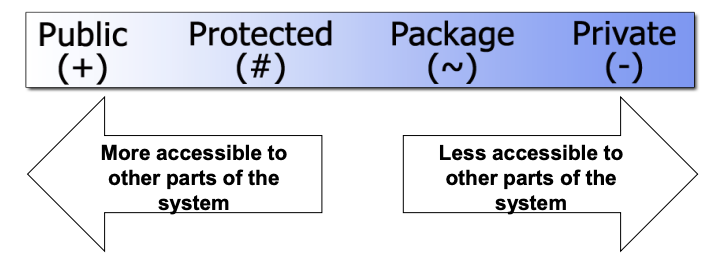 Public Protected Package Private
(+) (#) (~) (-)
More accessible to
other parts of the
system
Less accessible to
other parts of the
system